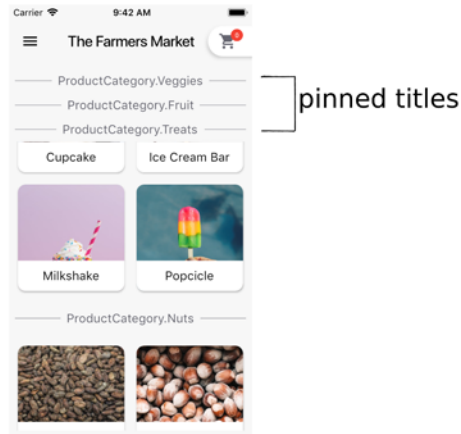 Carrier 9:42 AM
The Farmers Market
ProductCategory.Veggies
ProductCategory.Fruit
ProductCategory.Treats
pinned titles
Cupcake
Ice Cream Bar
Milkshake
Popcicle
ProductCategory.Nuts